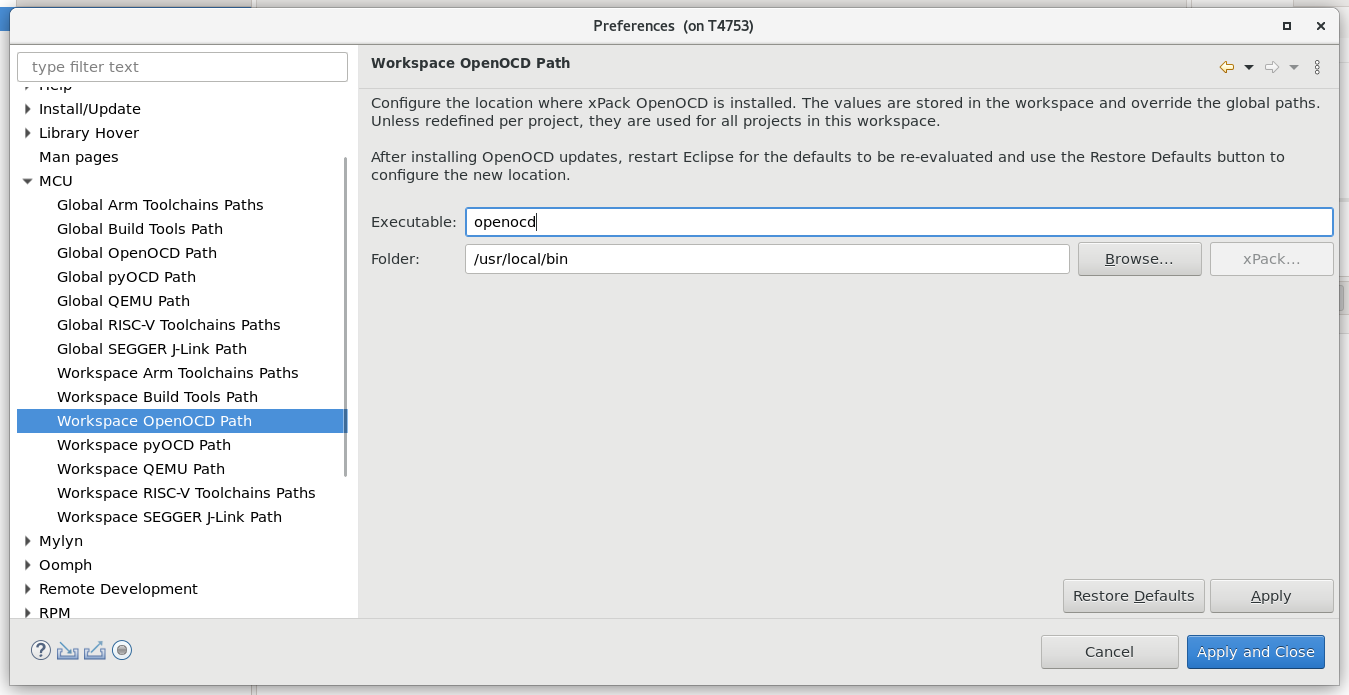 Preferences (on T4753)
type filter text
Help
Install/Update
Library Hover
Man pages
MCU
Global Arm Toolchains Paths
Global Build Tools Path
Global OpenOCD Path
Global pyOCD Path
Global QEMU Path
Global RISC-V Toolchains Paths
Global SEGGER J-Link Path
Workspace Arm Toolchains Paths
Workspace Build Tools Path
Workspace OpenOCD Path
Workspace pyOCD Path
Workspace QEMU Path
Workspace RISC-V Toolchains Paths
Workspace SEGGER J-Link Path
Mylyn
Oomph
Remote Development
RPM
Workspace OpenOCD Path
Configure the location where xPack OpenOCD is installed. The values are stored in the workspace and override the global paths.
Unless redefined per project, they are used for all projects in this workspace.
After installing OpenOCD updates, restart Eclipse for the defaults to be re-evaluated and use the Restore Defaults button to
configure the new location.
Executable: openocd
Folder: /usr/local/bin Browse... xPack...
Restore Defaults Apply
? Cancel Apply and Close